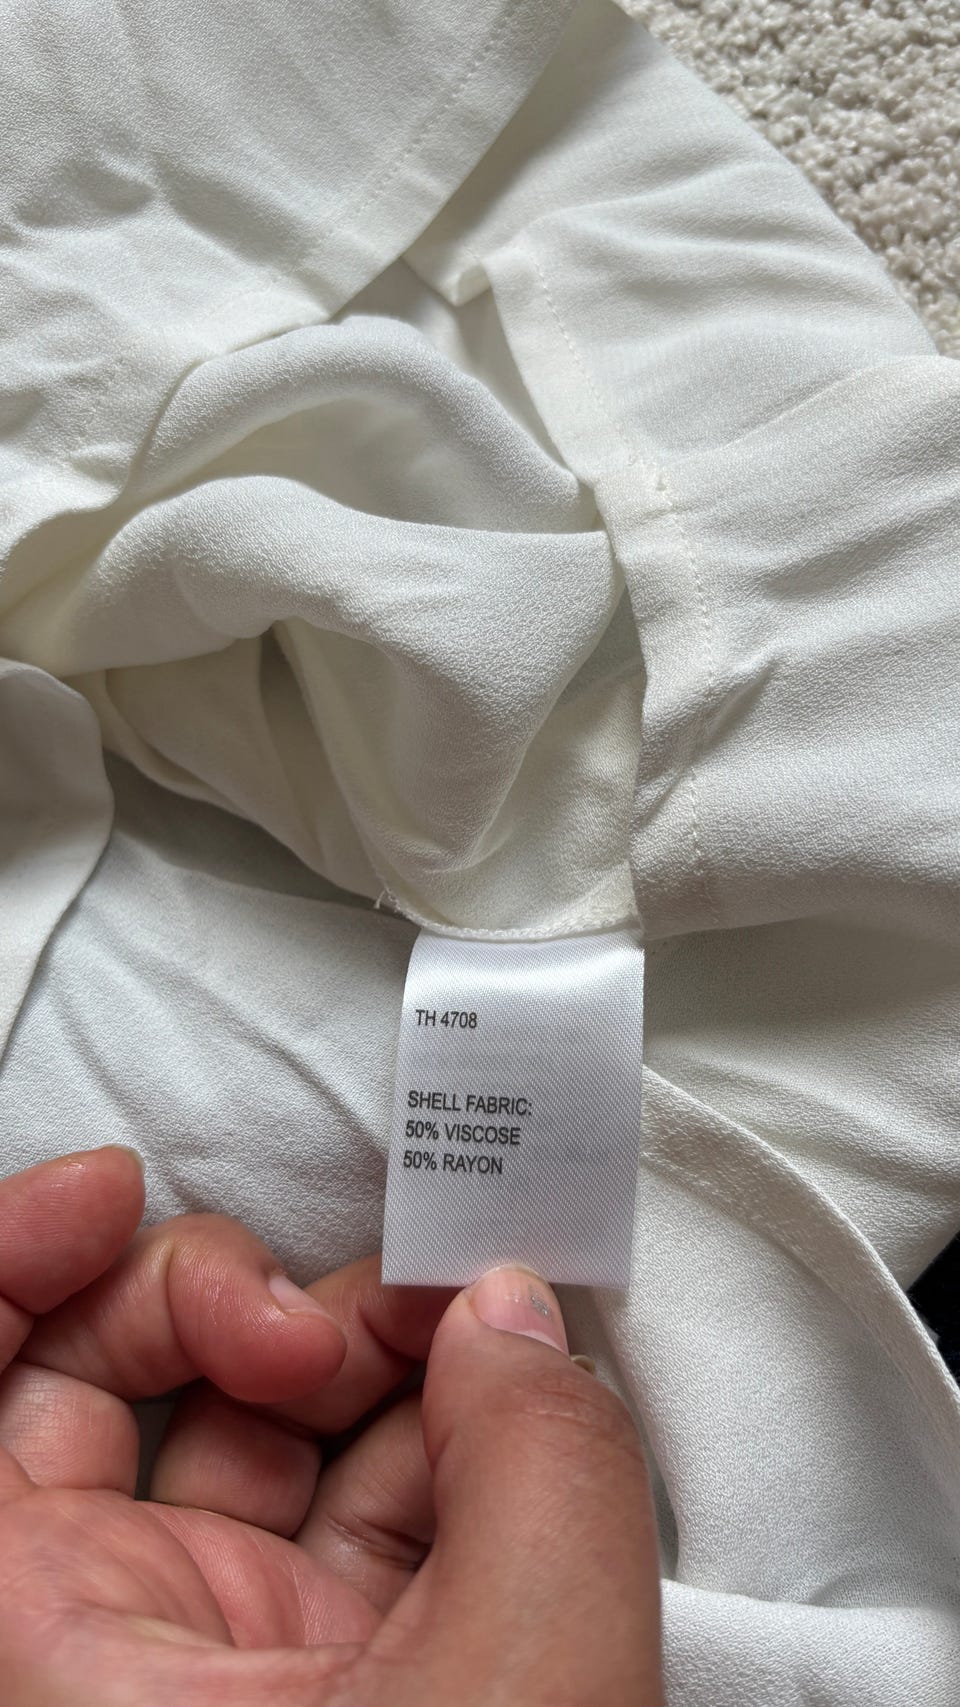 TH 4708
SHELL FABRIC:
50% VISCOSE
50% RAYON